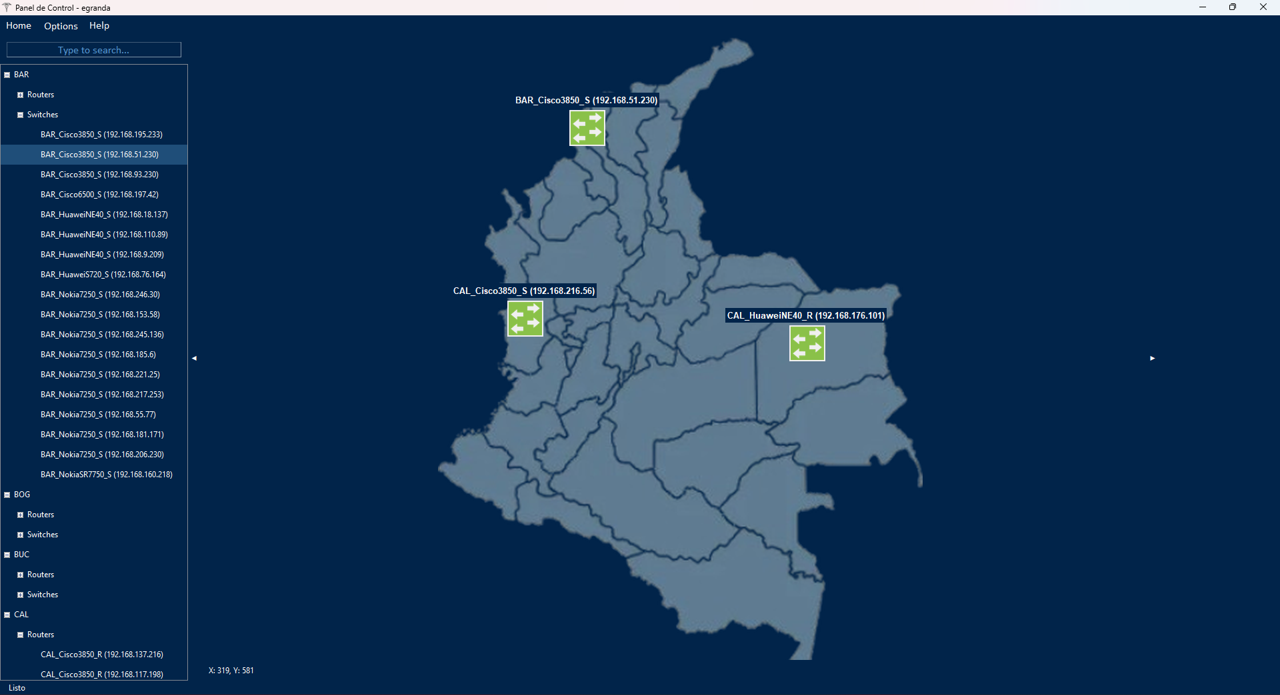 Panel de Control - egranda
Home Options Help
Type to search...
BAR
Routers
Switches
BAR_Cisco3850_S (192.168.195.233)
BAR_Cisco3850_S (192.168.51.230)
BAR_Cisco3850_S (192.168.93.230)
BAR_Cisco6500_S (192.168.197.42)
BAR_HuaweiNE40_S (192.168.18.137)
BAR_HuaweiNE40_S (192.168.110.89)
BAR_HuaweiNE40_S (192.168.9.209)
BAR_HuaweiS720_S (192.168.76.164)
BAR_Nokia7250_S (192.168.246.30)
BAR_Nokia7250_S (192.168.153.58)
BAR_Nokia7250_S (192.168.245.136)
BAR_Nokia7250_S (192.168.185.6)
BAR_Nokia7250_S (192.168.221.25)
BAR_Nokia7250_S (192.168.217.253)
BAR_Nokia7250_S (192.168.55.77)
BAR_Nokia7250_S (192.168.181.171)
BAR_Nokia7250_S (192.168.206.230)
BAR_NokiaSR7750_S (192.168.160.218)
BOG
Routers
Switches
BUC
Routers
Switches
CAL
Routers
CAL_Cisco3850_R (192.168.137.216)
CAL_Cisco3850_R (192.168.117.198)
BAR_Cisco3850_S (192.168.51.230)
CAL_Cisco3850_S (192.168.216.56)
CAL_HuaweiNE40_R (192.168.176.101)
X: 319, Y: 581
Listo